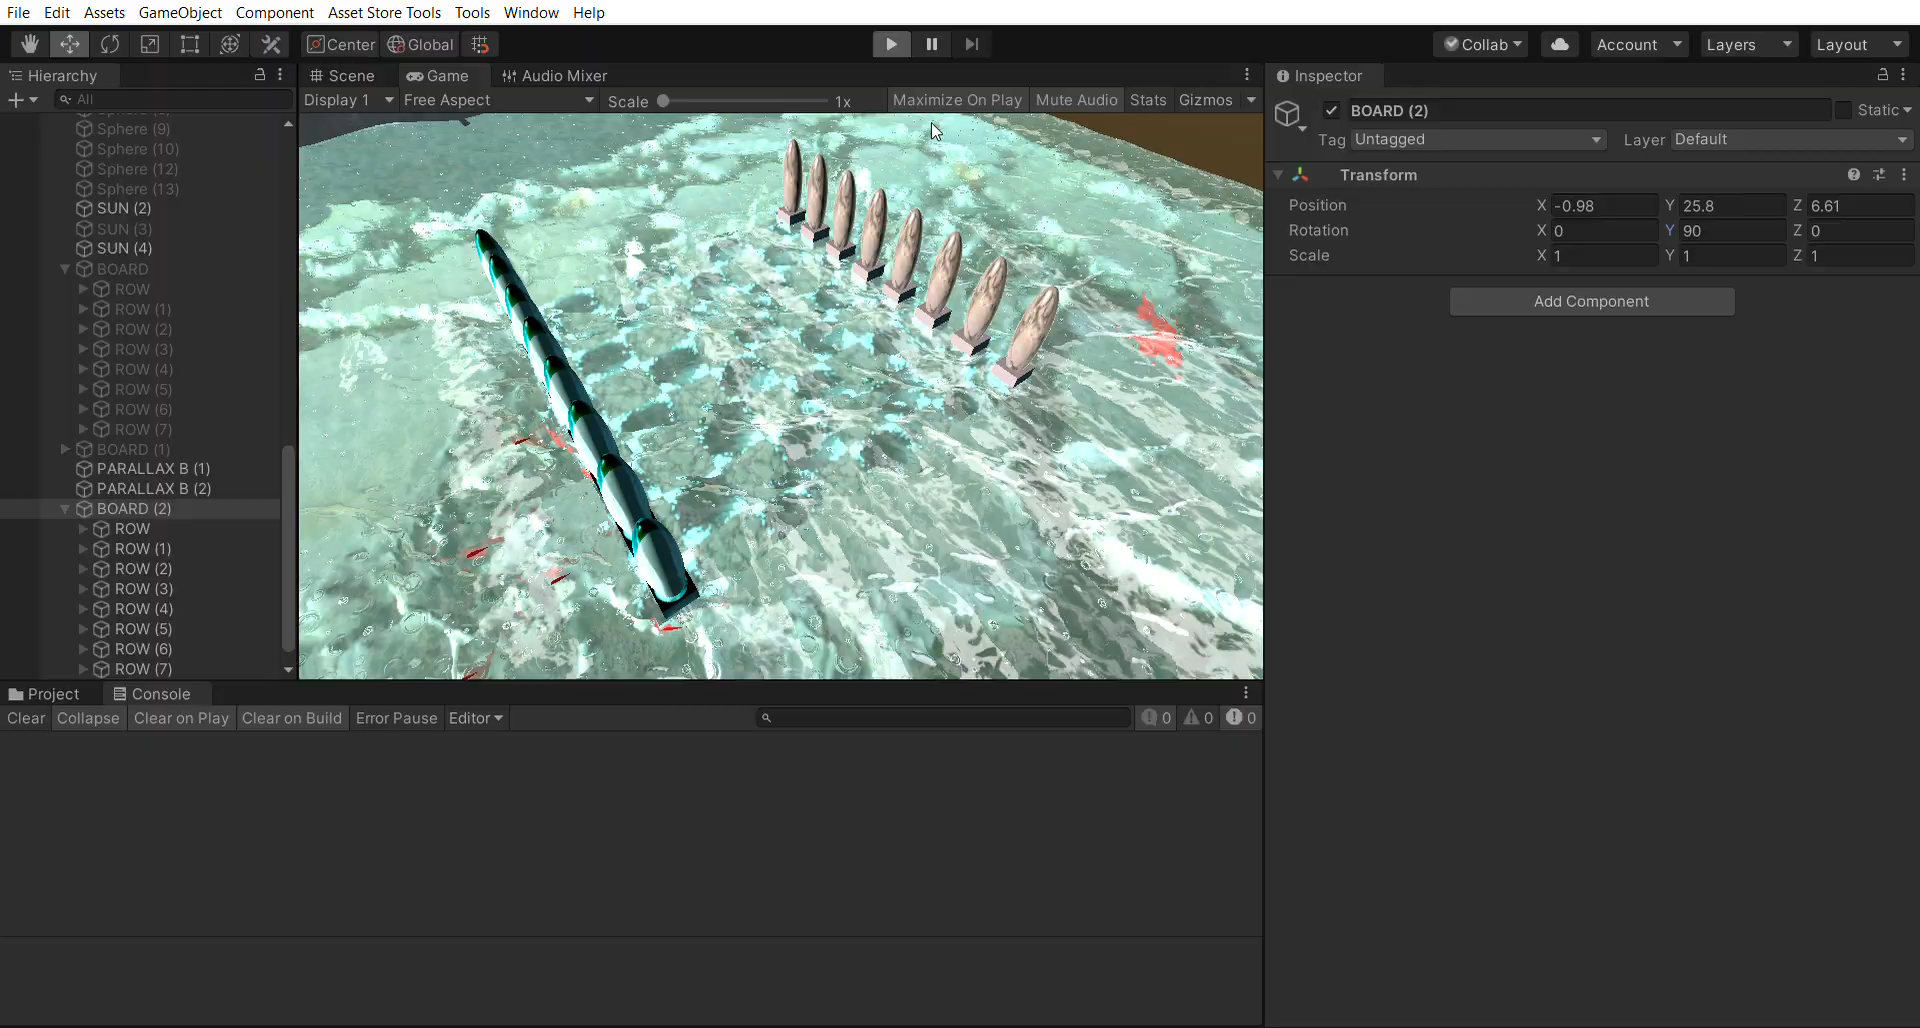 File Edit Assets GameObject Component Asset Store Tools Tools Window Help
Center Global Collab Account Layers Layout
Hierarchy Scene Game Audio Mixer Inspector
All Display 1 Free Aspect Scale 1x Maximize On Play Mute Audio Stats Gizmos
BOARD (2) Static
Tag Untagged Layer Default
Transform
Position X -0.98 Y 25.8 Z 6.61
Rotation X 0 Y 90 Z 0
Scale X 1 Y 1 Z 1
Add Component
Sphere (9)
Sphere (10)
Sphere (12)
Sphere (13)
SUN (2)
SUN (3)
SUN (4)
BOARD
ROW
ROW (1)
ROW (2)
ROW (3)
ROW (4)
ROW (5)
ROW (6)
ROW (7)
BOARD (1)
PARALLAX B (1)
PARALLAX B (2)
BOARD (2)
ROW
ROW (1)
ROW (2)
ROW (3)
ROW (4)
ROW (5)
ROW (6)
ROW (7)
Project Console
Clear Collapse Clear on Play Clear on Build Error Pause Editor 0 0 0